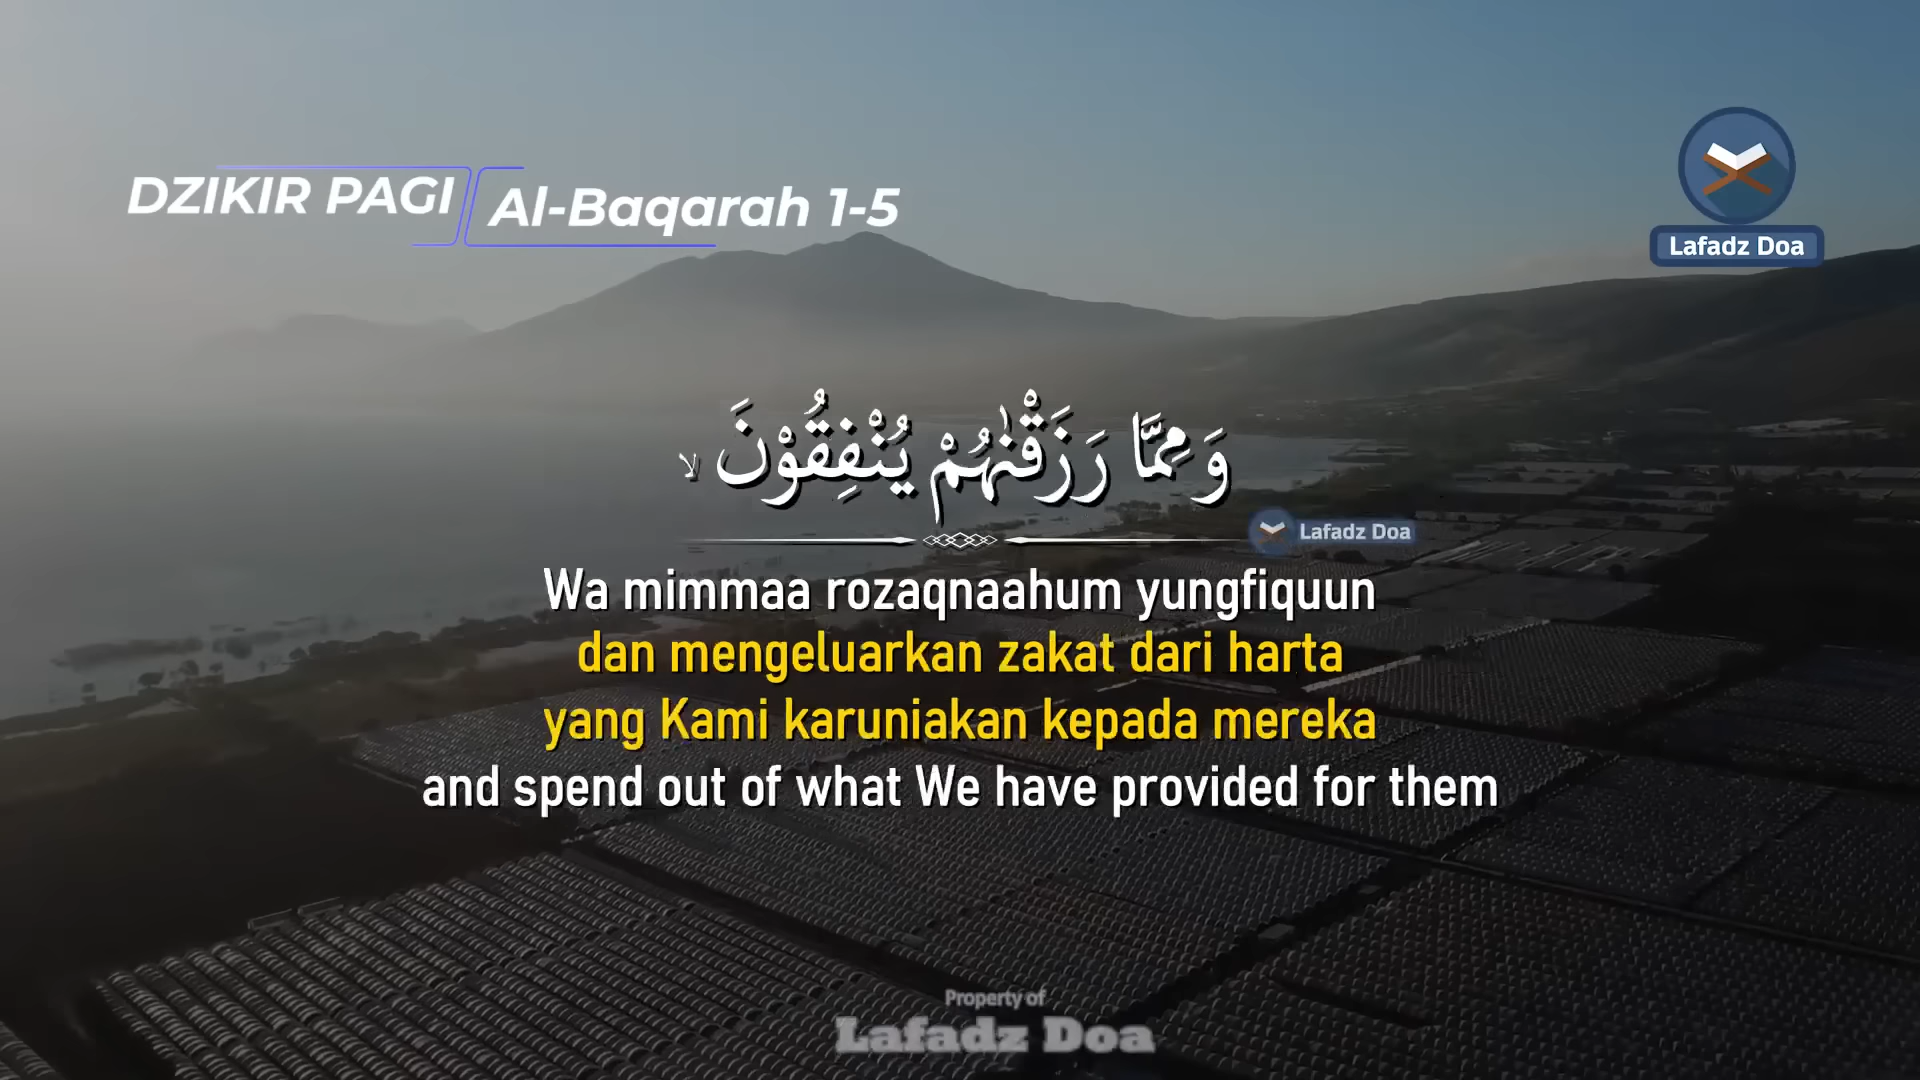 DZIKIR PAGI
Al-Baqarah 1-5
Lafadz Doa
وَمِمَّا رَزَقْنٰهُمْ يُنْفِقُوْنَ ۙ
Lafadz Doa
Wa mimmaa rozaqnaahum yungfiquun
dan mengeluarkan zakat dari harta
yang Kami karuniakan kepada mereka
and spend out of what We have provided for them
Property of
Lafadz Doa